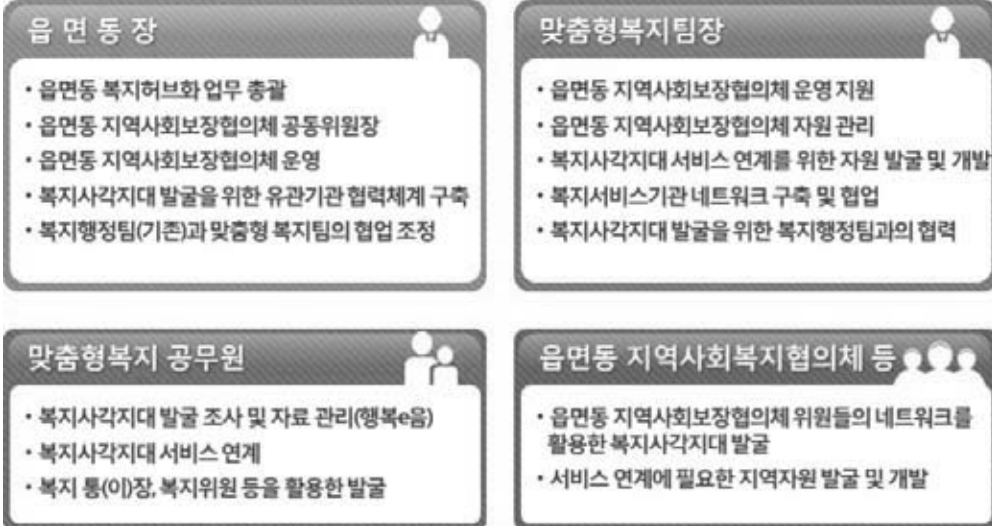 읍 면 동 장
• 읍면동 복지허브화 업무 총괄
• 읍면동 지역사회보장협의체 공동위원장
• 읍면동 지역사회보장협의체 운영
• 복지사각지대 발굴을 위한 유관기관 협력체계 구축
• 복지행정팀(기존)과 맞춤형 복지팀의 협업 조정
맞춤형복지팀장
• 읍면동 지역사회보장협의체 운영 지원
• 읍면동 지역사회보장협의체 자원 관리
• 복지사각지대 서비스 연계를 위한 자원 발굴 및 개발
• 복지서비스기관 네트워크 구축 및 협업
• 복지사각지대 발굴을 위한 복지행정팀과의 협력
맞춤형복지 공무원
• 복지사각지대 발굴 조사 및 자료 관리(행복e음)
• 복지사각지대 서비스 연계
• 복지 통(이)장, 복지위원 등을 활용한 발굴
읍면동 지역사회복지협의체 등
• 읍면동 지역사회보장협의체 위원들의 네트워크를
활용한 복지사각지대 발굴
• 서비스 연계에 필요한 지역자원 발굴 및 개발